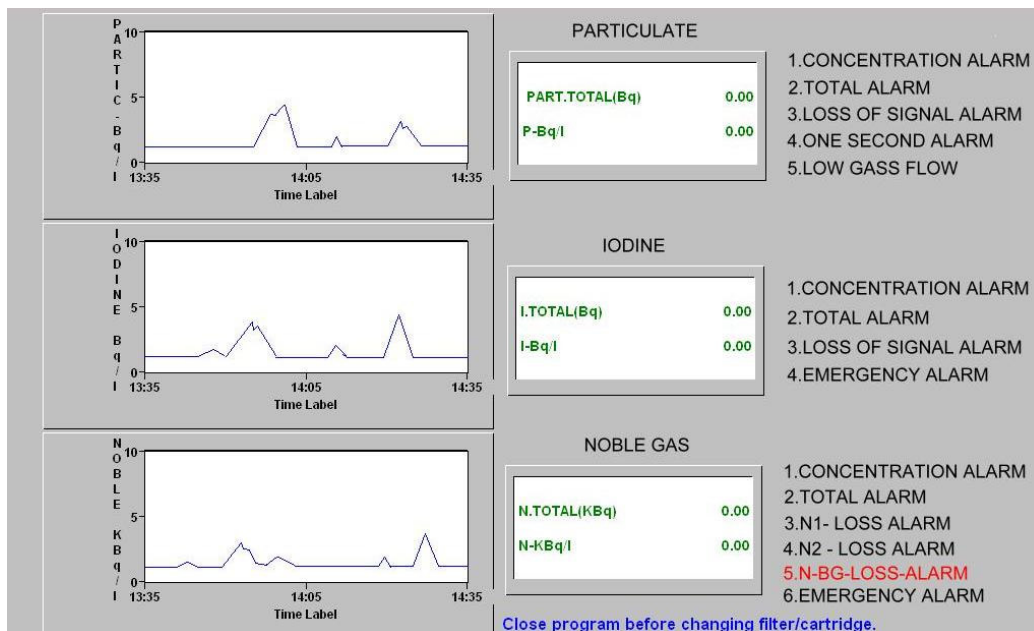 PARTIC-Bq/l
10
5
0
13:35 14:05 14:35
Time Label
PARTICULATE
PART.TOTAL(Bq) 0.00
P-Bq/l 0.00
1.CONCENTRATION ALARM
2.TOTAL ALARM
3.LOSS OF SIGNAL ALARM
4.ONE SECOND ALARM
5.LOW GASS FLOW
IODINE Bq/l
10
5
0
13:35 14:05 14:35
Time Label
IODINE
I.TOTAL(Bq) 0.00
I-Bq/l 0.00
1.CONCENTRATION ALARM
2.TOTAL ALARM
3.LOSS OF SIGNAL ALARM
4.EMERGENCY ALARM
NOBLE KBq/l
10
5
0
13:35 14:05 14:35
Time Label
NOBLE GAS
N.TOTAL(KBq) 0.00
N-KBq/l 0.00
1.CONCENTRATION ALARM
2.TOTAL ALARM
3.N1- LOSS ALARM
4.N2 - LOSS ALARM
5.N-BG-LOSS-ALARM
6.EMERGENCY ALARM
Close program before changing filter/cartridge.